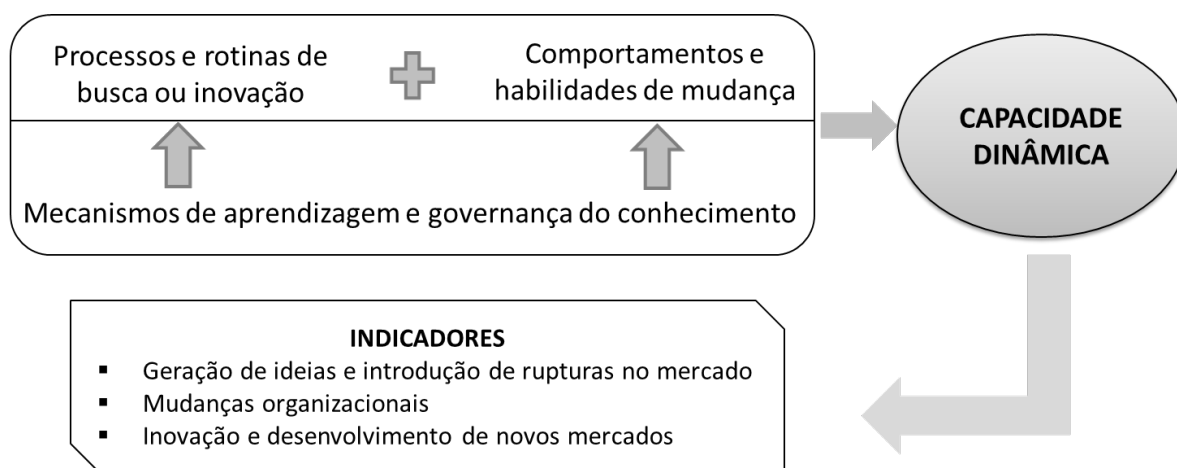 Processos e rotinas de
busca ou inovação
Comportamentos e
habilidades de mudança
Mecanismos de aprendizagem e governança do conhecimento
CAPACIDADE
DINÂMICA
INDICADORES
▪ Geração de ideias e introdução de rupturas no mercado
▪ Mudanças organizacionais
▪ Inovação e desenvolvimento de novos mercados